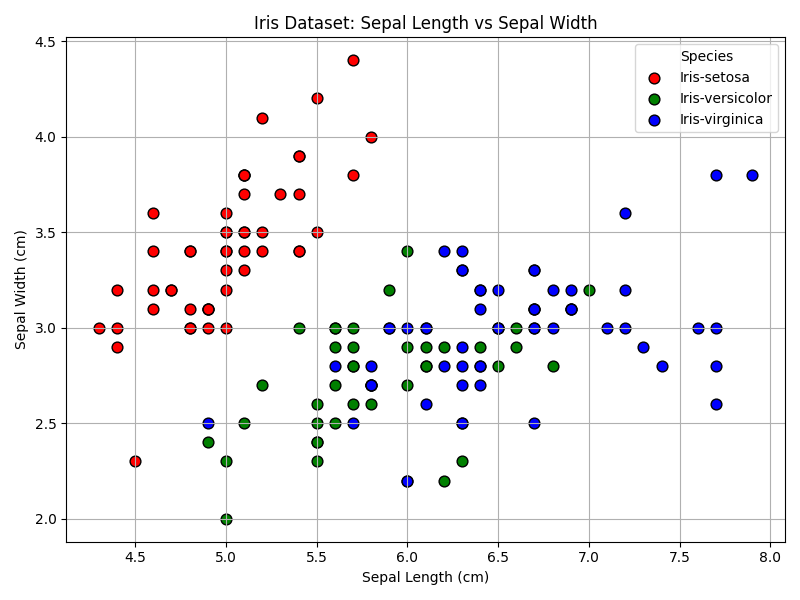 Iris Dataset: Sepal Length vs Sepal Width
4.5
4.0
3.5
3.0
2.5
2.0
Sepal Width (cm)
Species
Iris-setosa
Iris-versicolor
Iris-virginica
4.5 5.0 5.5 6.0 6.5 7.0 7.5 8.0
Sepal Length (cm)